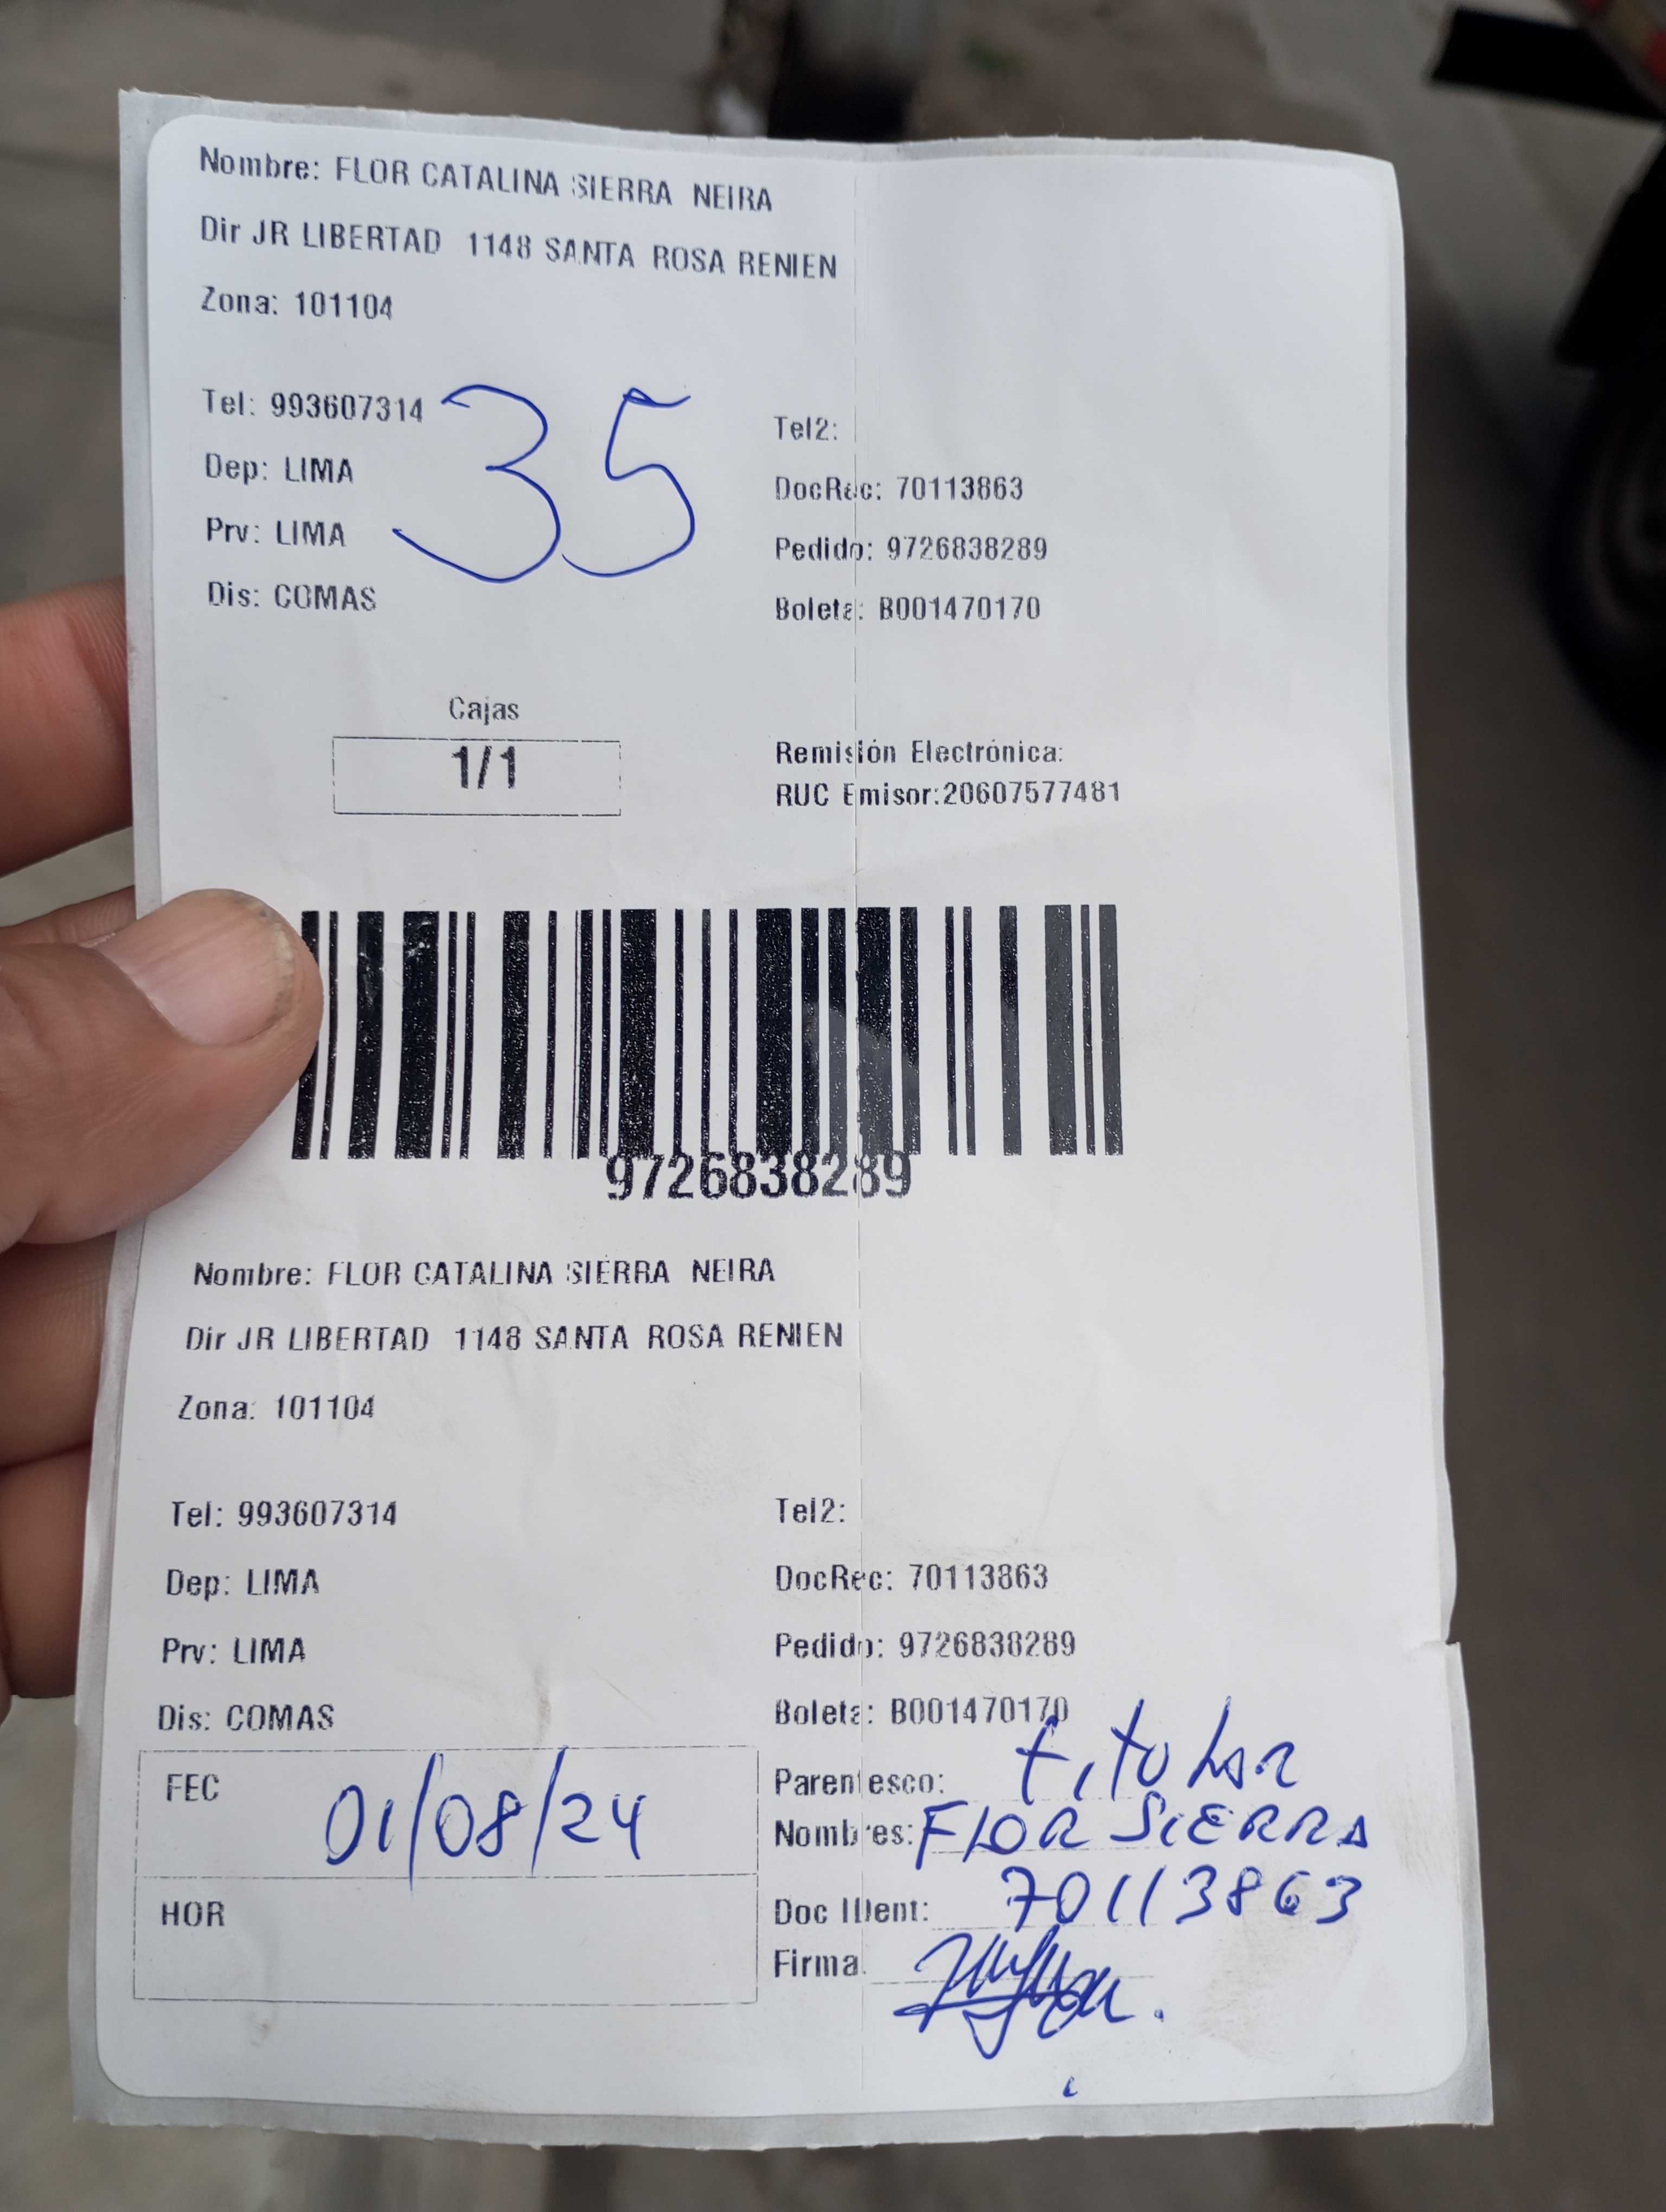 Nombre: FLOR CATALINA SIERRA NEIRA
Dir JR LIBERTAD 1148 SANTA ROSA RENIEN
Zona: 101104
Tel: 993607314
35
Tel2:
Dep: LIMA
DocRec: 70113863
Prv: LIMA
Pedido: 9726838289
Dis: COMAS
Boleta: B001470170
Cajas
1/1
Remisión Electrónica:
RUC Emisor:20607577481
9726838289
Nombre: FLOR CATALINA SIERRA NEIRA
Dir JR LIBERTAD 1148 SANTA ROSA RENIEN
Zona: 101104
Tel: 993607314
Tel2:
Dep: LIMA
DocRec: 70113863
Prv: LIMA
Pedido: 9726838289
Dis: COMAS
Boleta: B001470170
FEC 01/08/24
Parentesco: titular
Nombres: FLOR SIERRA
HOR
Doc IDent: 70113863
Firma